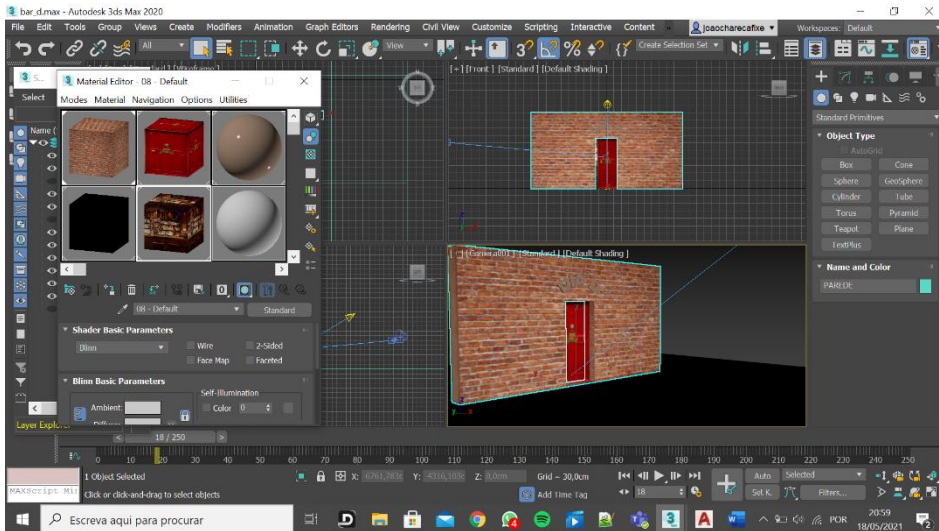 bar_d.max - Autodesk 3ds Max 2020
File Edit Tools Group Views Create Modifiers Animation Graph Editors Rendering Civil View Customize Scripting Interactive Content joaocharecafixe Workspaces: Default
All View Create Selection Set
S...
Select
Name (
Layer Explo
Material Editor - 08 - Default
Modes Material Navigation Options Utilities
08 - Default Standard
Shader Basic Parameters
Blinn Wire 2-Sided
Face Map Faceted
Blinn Basic Parameters
Self-Illumination
Ambient: Color 0
Diffuse:
[+] [Front ] [Standard ] [Default Shading ]
[+] [Camera001 ] [Standard ] [Default Shading ]
Standard Primitives
Object Type
AutoGrid
Box Cone
Sphere GeoSphere
Cylinder Tube
Torus Pyramid
Teapot Plane
TextPlus
Name and Color
PAREDE
18 / 250
0 10 20 30 40 50 60 70 80 90 100 110 120 130 140 150 160 170 180 190 200 210 220 230 240 250
1 Object Selected
Click or click-and-drag to select objects
MAXScript Mi
X: Y: Z: 0,0cm Grid = 30,0cm
Add Time Tag
18
Auto Selected
Set K. Filters...
Escreva aqui para procurar
POR
20:59
18/05/2021